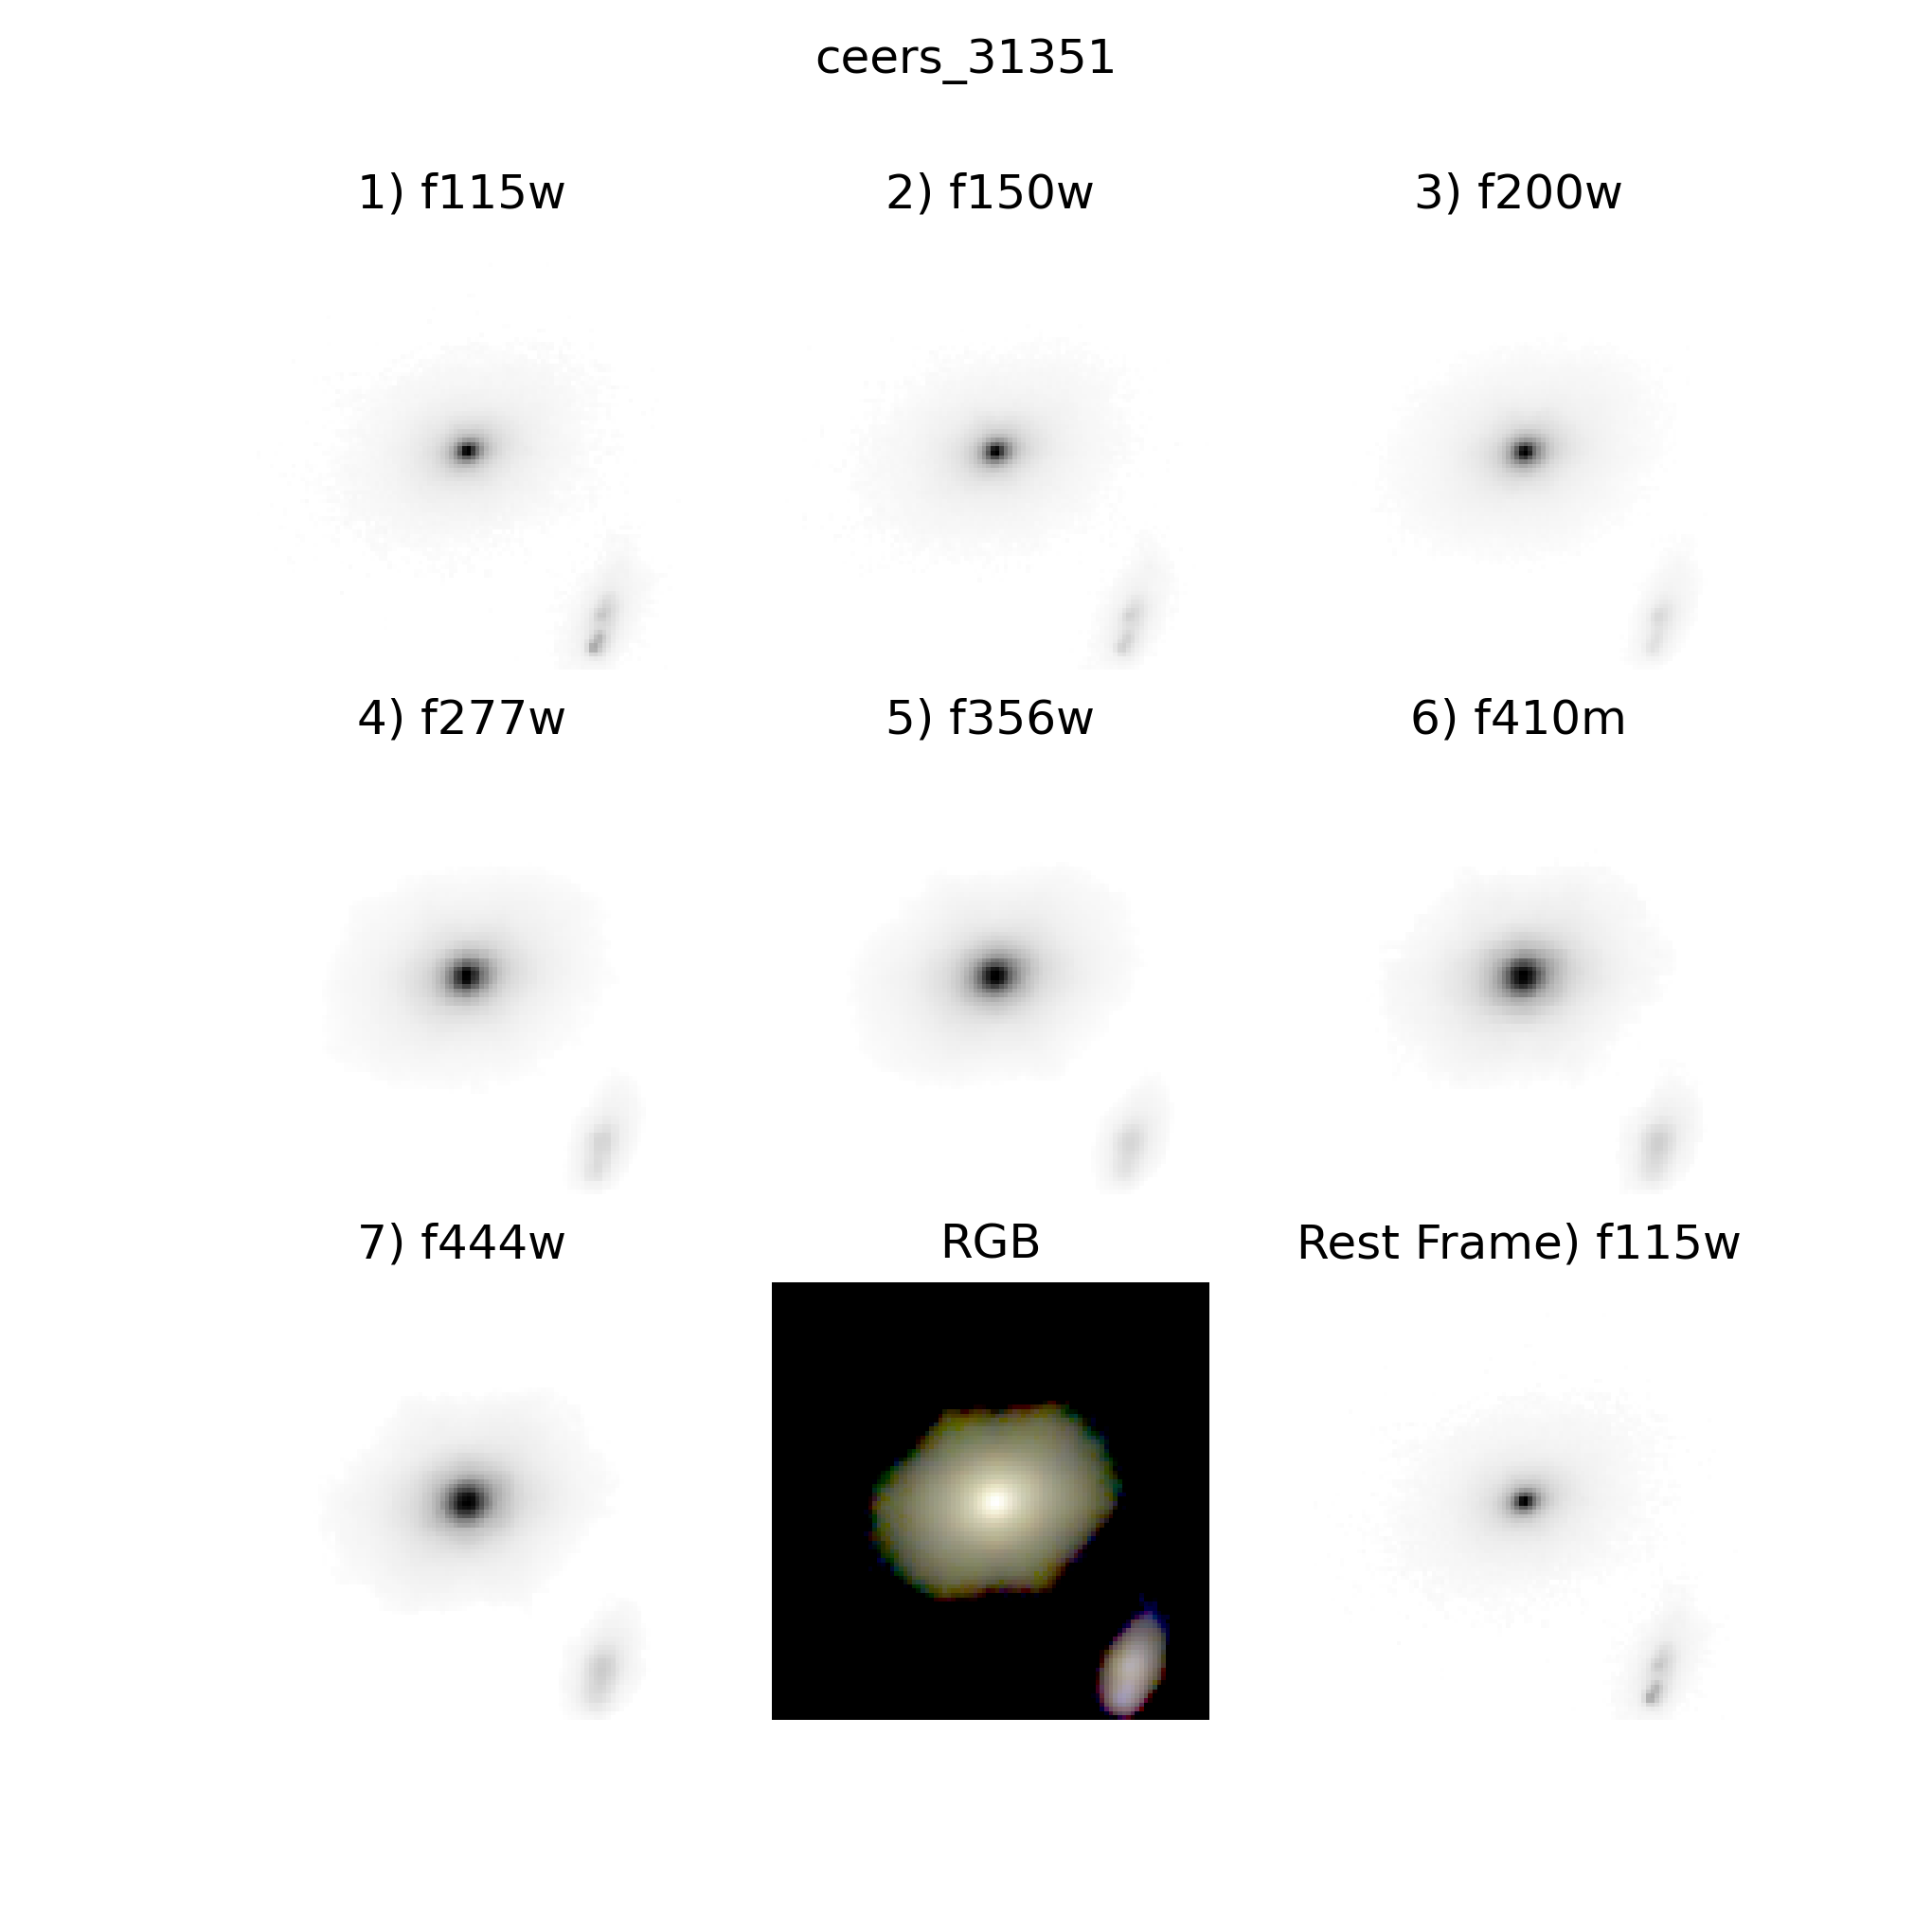 ceers_31351
1) f115w
2) f150w
3) f200w
4) f277w
5) f356w
6) f410m
7) f444w
RGB
Rest Frame) f115w